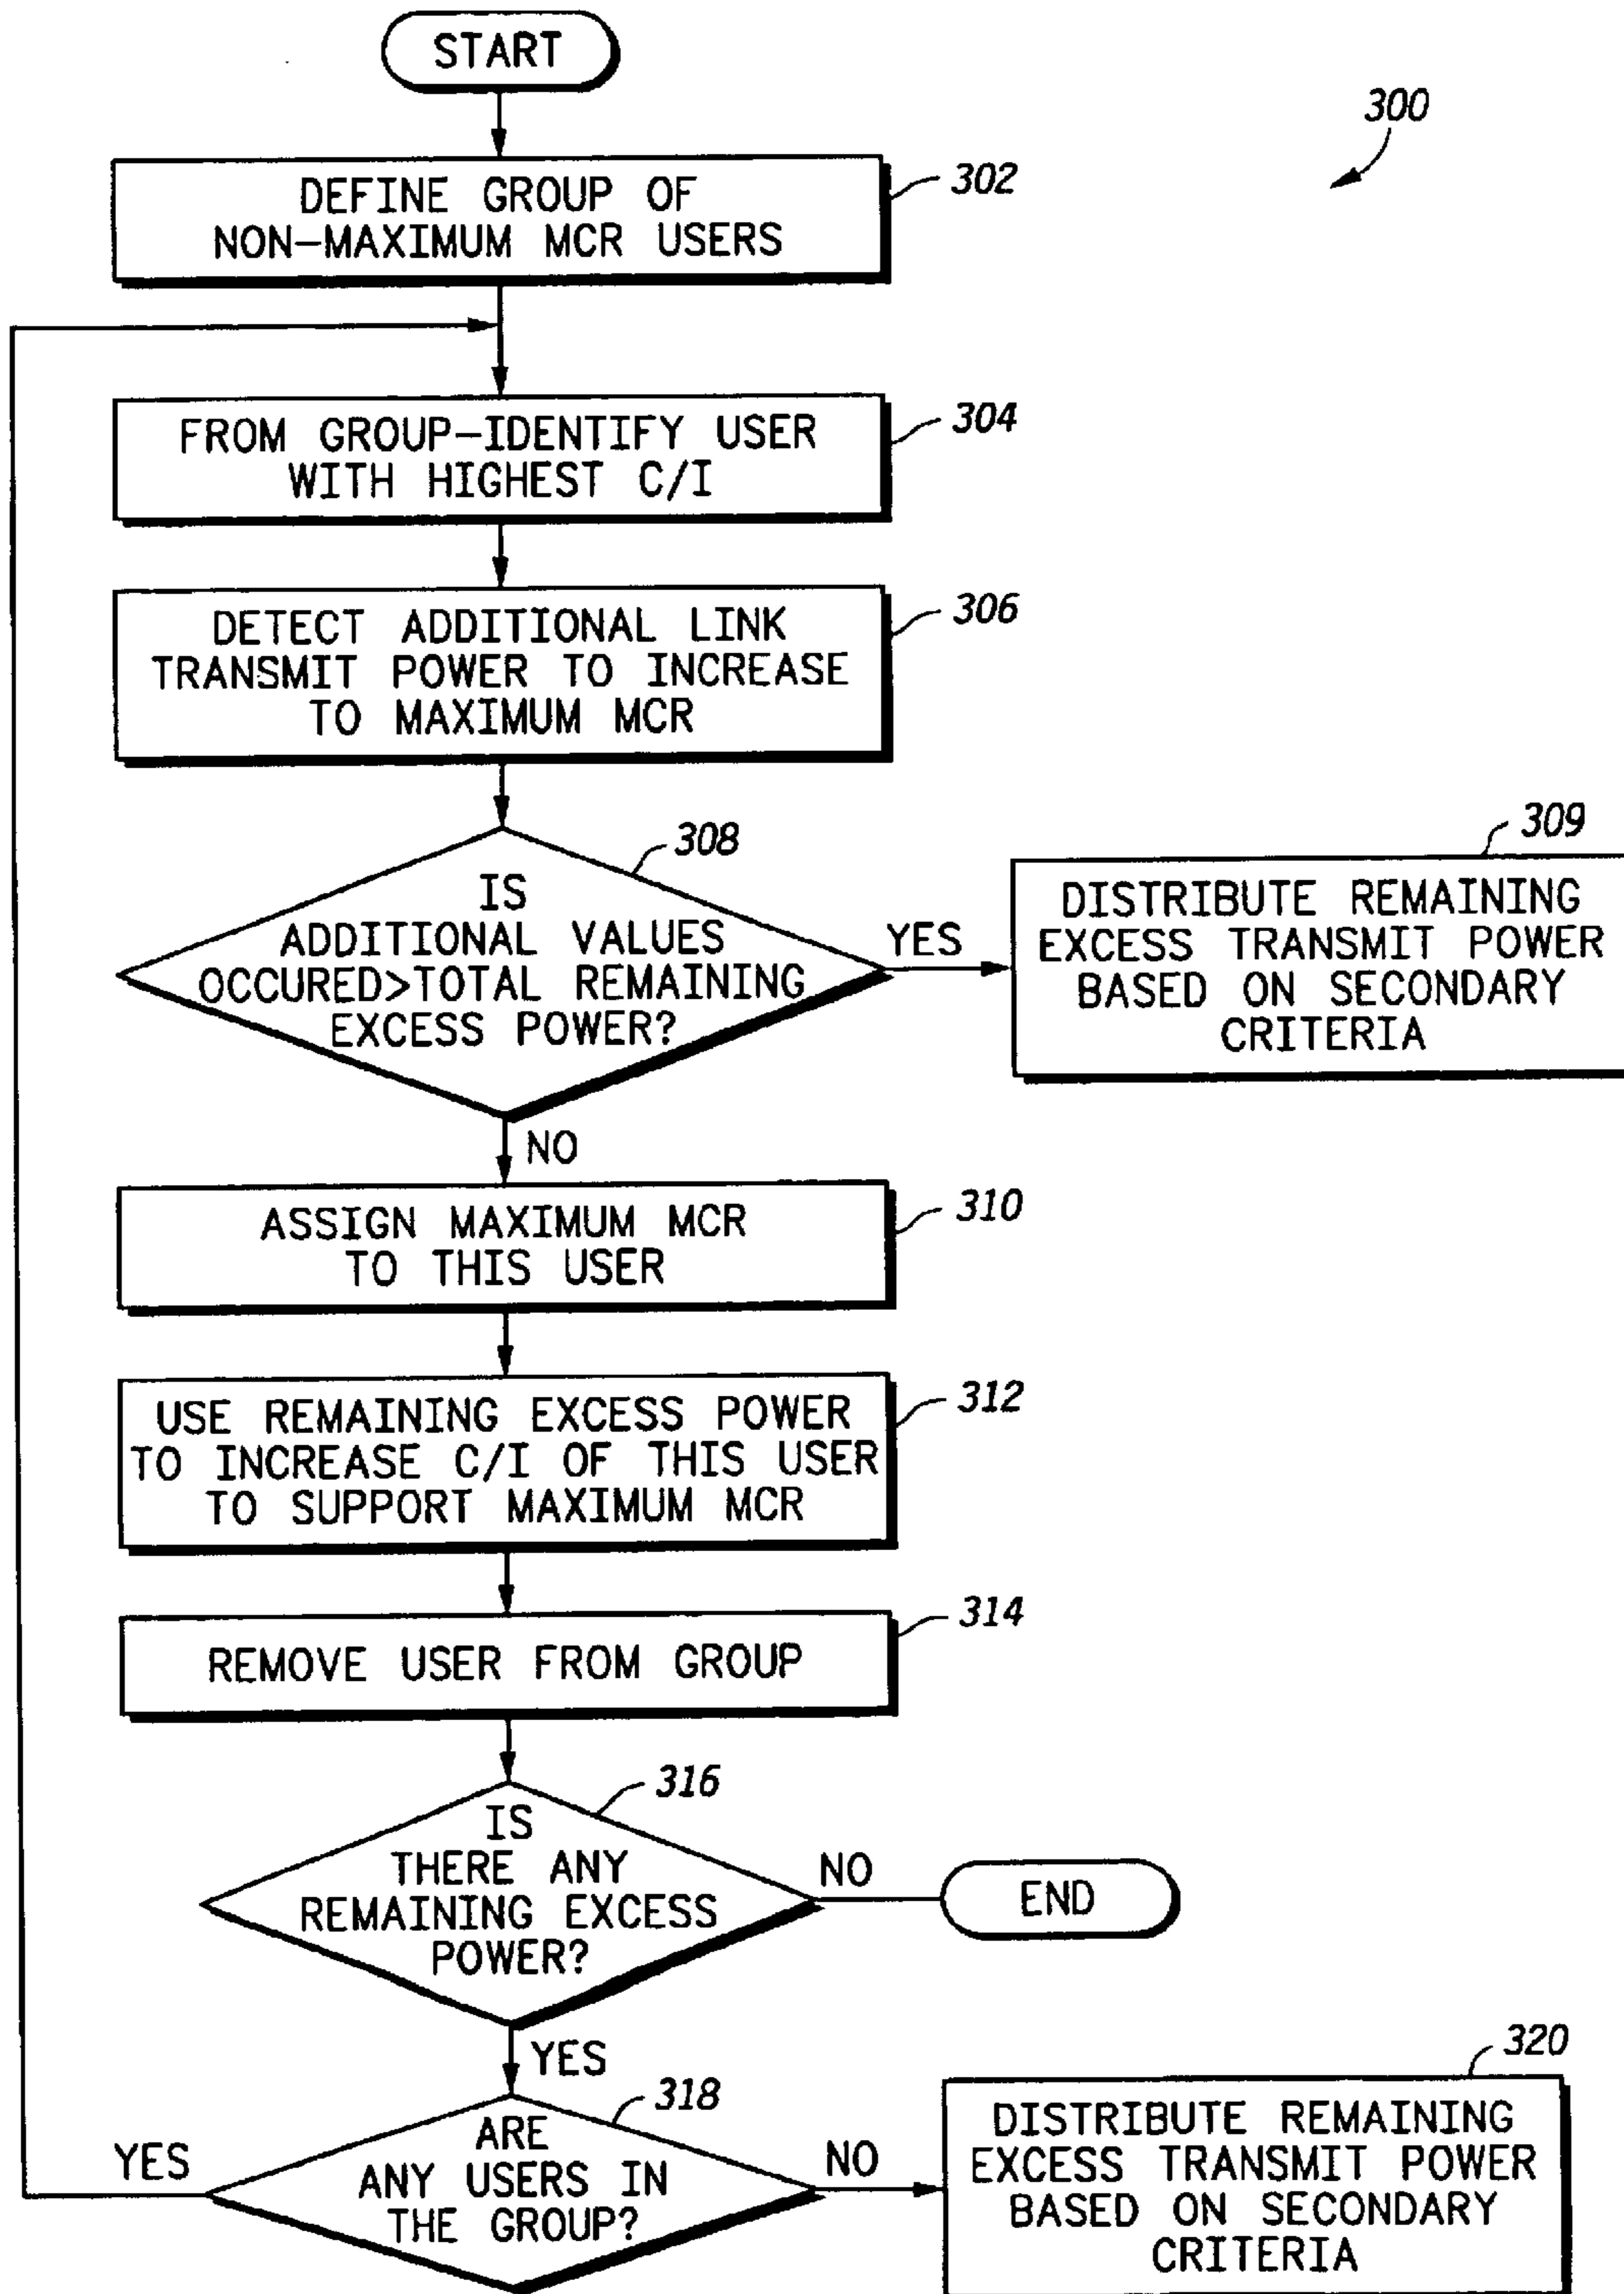 START
300
DEFINE GROUP OF
NON-MAXIMUM MCR USERS
302
FROM GROUP-IDENTIFY USER
WITH HIGHEST C/I
304
DETECT ADDITIONAL LINK
TRANSMIT POWER TO INCREASE
TO MAXIMUM MCR
306
308
IS
ADDITIONAL VALUES
OCCURED>TOTAL REMAINING
EXCESS POWER?
YES
309
DISTRIBUTE REMAINING
EXCESS TRANSMIT POWER
BASED ON SECONDARY
CRITERIA
NO
ASSIGN MAXIMUM MCR
TO THIS USER
310
USE REMAINING EXCESS POWER
TO INCREASE C/I OF THIS USER
TO SUPPORT MAXIMUM MCR
312
REMOVE USER FROM GROUP
314
316
IS
THERE ANY
REMAINING EXCESS
POWER?
NO
END
YES
318
ARE
ANY USERS IN
THE GROUP?
YES
NO
320
DISTRIBUTE REMAINING
EXCESS TRANSMIT POWER
BASED ON SECONDARY
CRITERIA